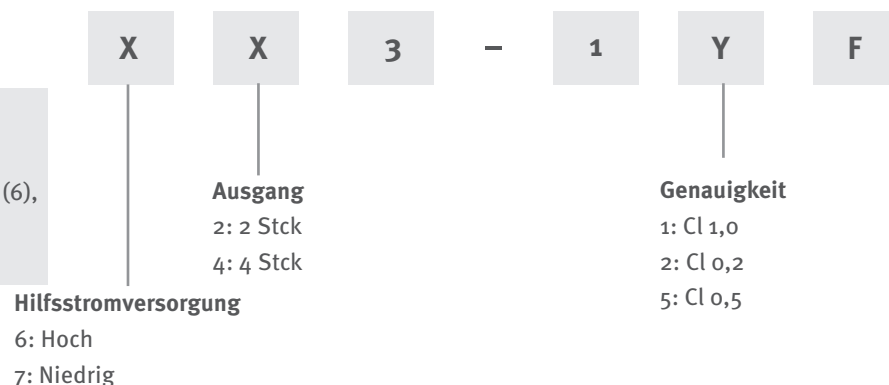 X X 3 – 1 Y F
(6),
Ausgang
2: 2 Stck
4: 4 Stck
Genauigkeit
1: Cl 1,0
2: Cl 0,2
5: Cl 0,5
Hilfsstromversorgung
6: Hoch
7: Niedrig